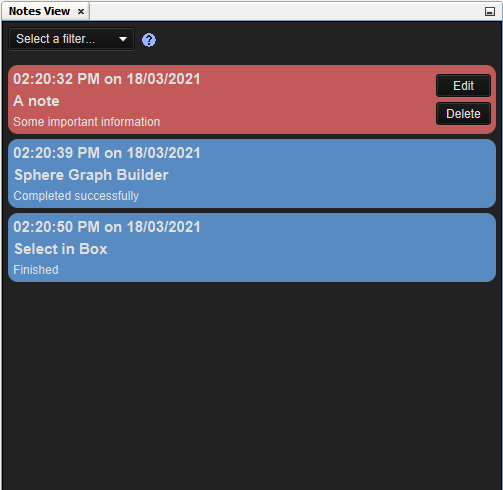 Notes View ×
Select a filter... ?
02:20:32 PM on 18/03/2021
A note
Some important information
Edit
Delete
02:20:39 PM on 18/03/2021
Sphere Graph Builder
Completed successfully
02:20:50 PM on 18/03/2021
Select in Box
Finished